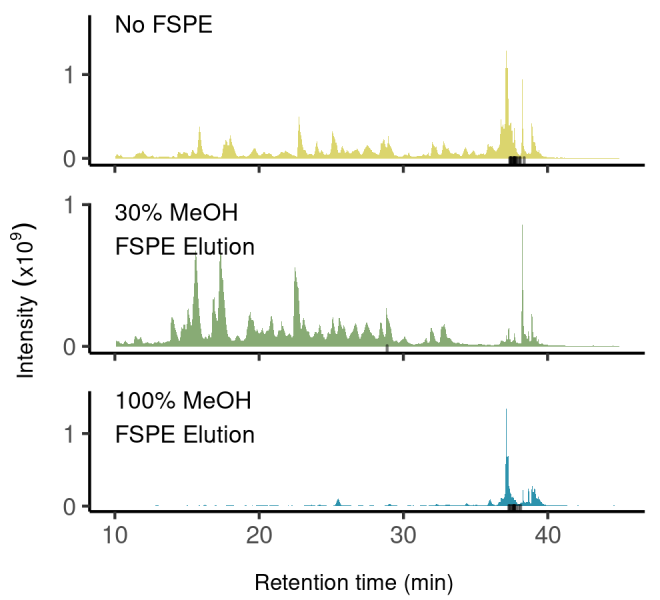 No FSPE
1
0
1
30% MeOH
FSPE Elution
0
100% MeOH
1
FSPE Elution
0
10 20 30 40
Retention time (min)
Intensity (x10⁹)